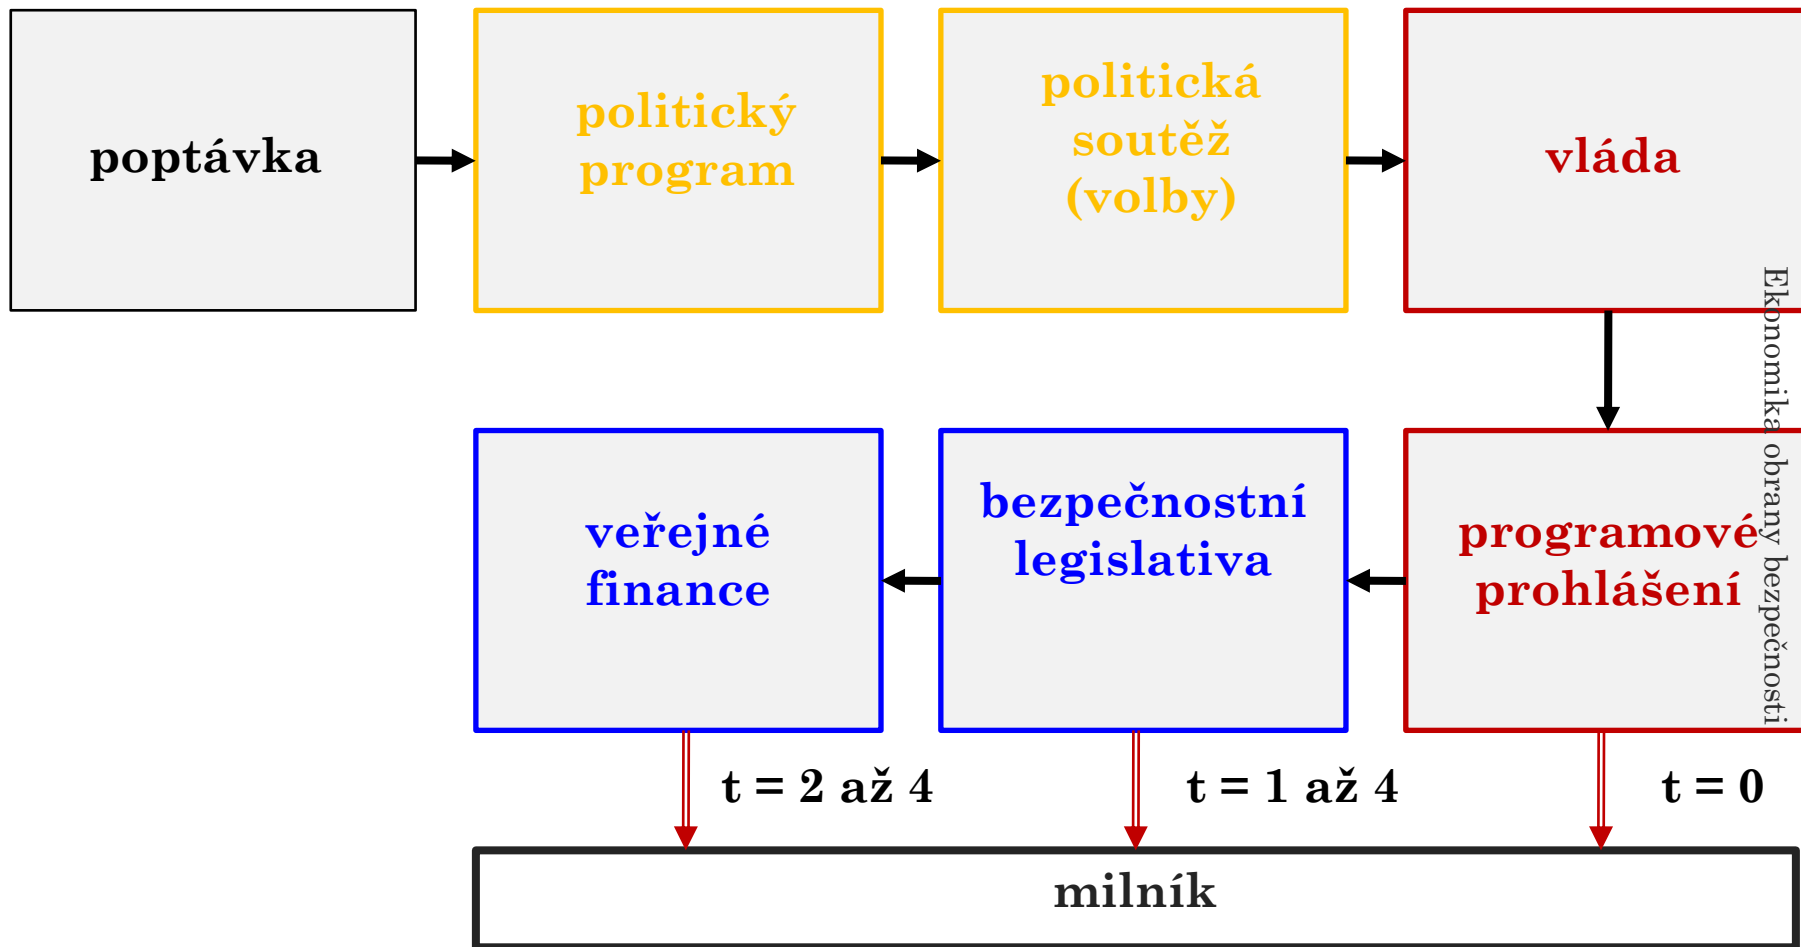 poptávka
politický
program
politická
soutěž
(volby)
vláda
veřejné
finance
bezpečnostní
legislativa
programové
prohlášení
Ekonomika obrany bezpečnosti
t = 2 až 4
t = 1 až 4
t = 0
milník